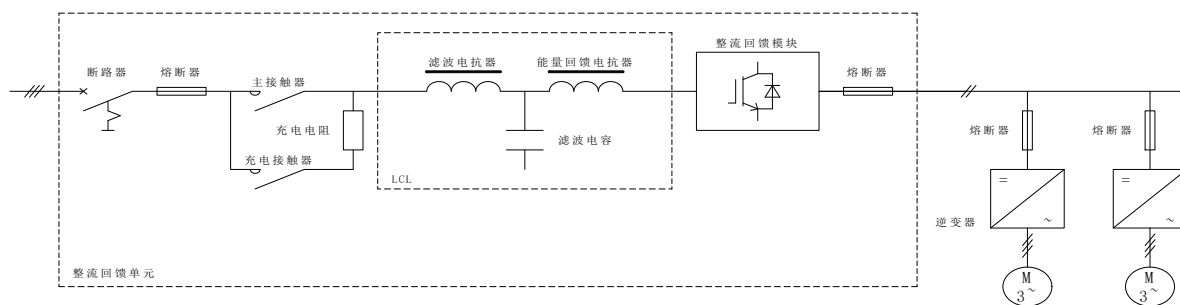 整流回馈模块
断路器
熔断器
主接触器
滤波电抗器
能量回馈电抗器
熔断器
充电电阻
滤波电容
熔断器
熔断器
充电接触器
LCL
=
~
=
~
逆变器
整流回馈单元
M
3~
M
3~